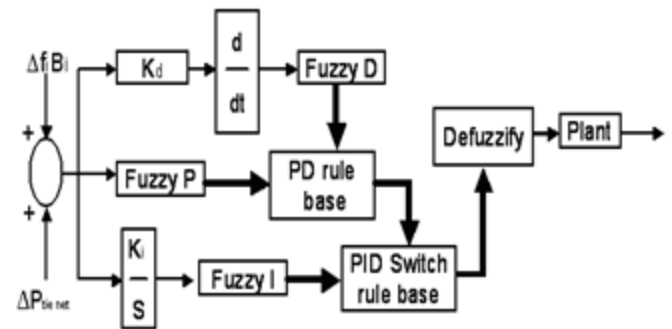 Δf Bi
+
+
ΔPtie net
Kd
d
dt
Fuzzy D
Fuzzy P
PD rule
base
Ki
S
Fuzzy I
PID Switch
rule base
Defuzzify
Plant